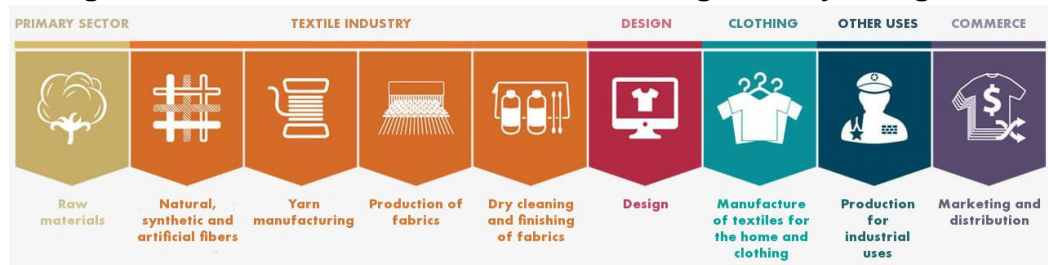 PRIMARY SECTOR
TEXTILE INDUSTRY
DESIGN
CLOTHING
OTHER USES
COMMERCE
$
Raw
materials
Natural,
synthetic and
artificial fibers
Yarn
manufacturing
Production of
fabrics
Dry cleaning
and finishing
of fabrics
Design
Manufacture
of textiles for
the home and
clothing
Production
for
industrial
uses
Marketing and
distribution